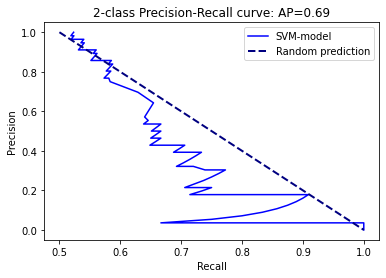 2-class Precision-Recall curve: AP=0.69
SVM-model
Random prediction
Precision
1.0
0.8
0.6
0.4
0.2
0.0
0.5
0.6
0.7
0.8
0.9
1.0
Recall